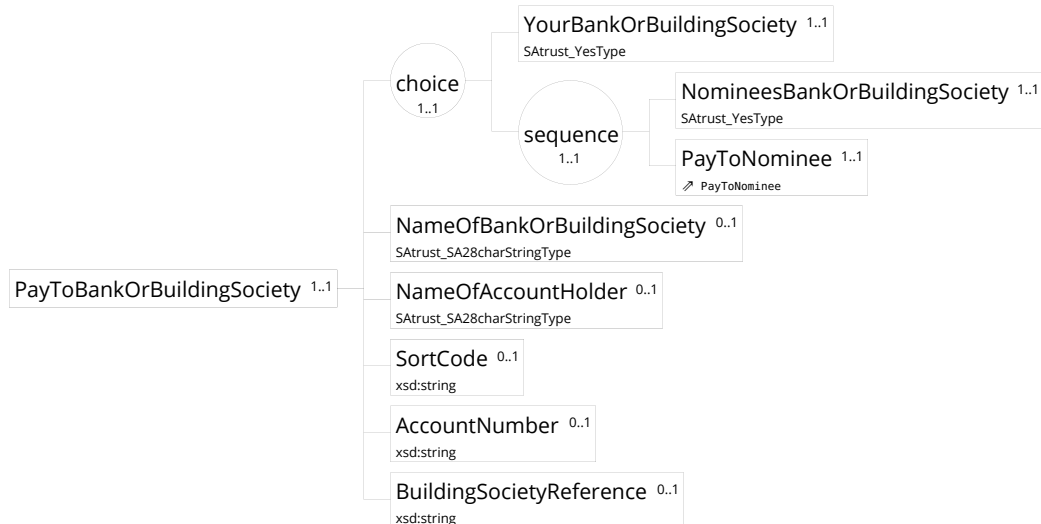 YourBankOrBuildingSociety 1..1
SAtrust_YesType
choice
1..1
NomineesBankOrBuildingSociety 1..1
SAtrust_YesType
sequence
1..1
PayToNominee 1..1
⇗ PayToNominee
NameOfBankOrBuildingSociety 0..1
SAtrust_SA28charStringType
PayToBankOrBuildingSociety 1..1
NameOfAccountHolder 0..1
SAtrust_SA28charStringType
SortCode 0..1
xsd:string
AccountNumber 0..1
xsd:string
BuildingSocietyReference 0..1
xsd:string